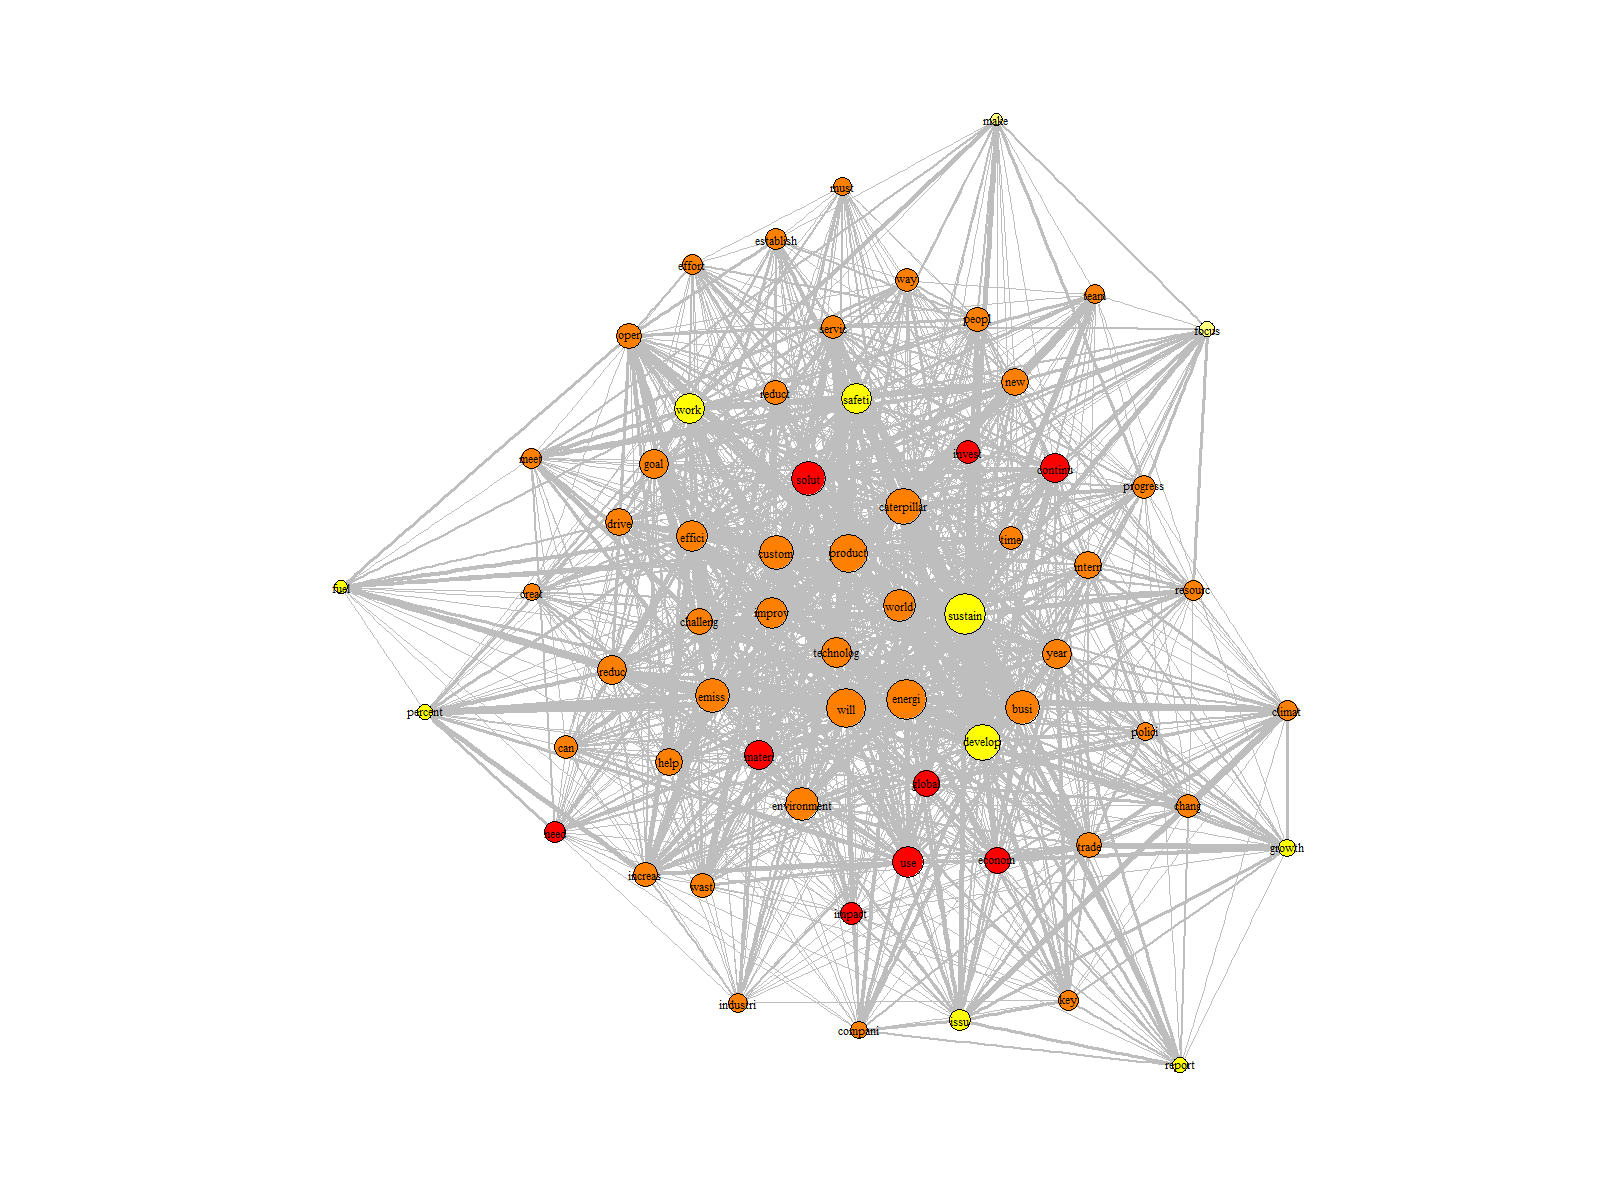 make
must
establish
effort
way
team
peopl
servic
focus
oper
new
reduct
safeti
work
invest
meet
goal
continu
solut
progress
caterpillar
drive
effici
time
custom
product
intern
fuel
creat
resourc
world
improv
sustain
challeng
technolog
year
reduc
emiss
energi
will
busi
percent
climat
polici
develop
can
materi
help
global
environment
chang
need
trade
growth
econom
use
increas
wast
impact
key
industri
issu
compani
report